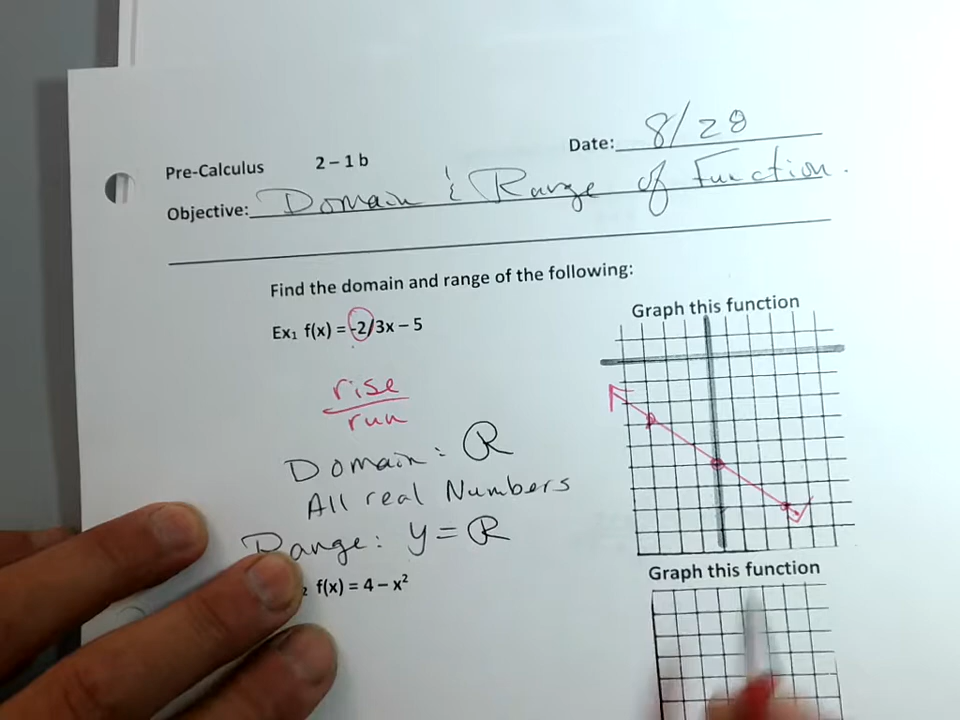 Pre-Calculus 2 – 1 b Date: 8/28
Objective: Domain & Range of Function.
Find the domain and range of the following:
Ex₁ f(x) = -2/3x – 5
Graph this function
rise
run
Domain: ℝ
All real Numbers
Range: y = ℝ
₂ f(x) = 4 – x²
Graph this function